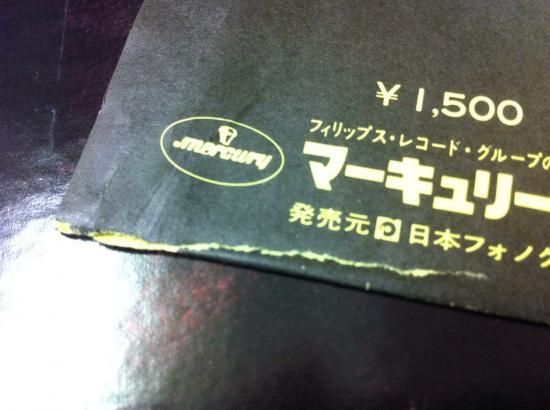 ¥1,500
mercury
フィリップス・レコード・グループの
マーキュリー
発売元 日本フォノグ